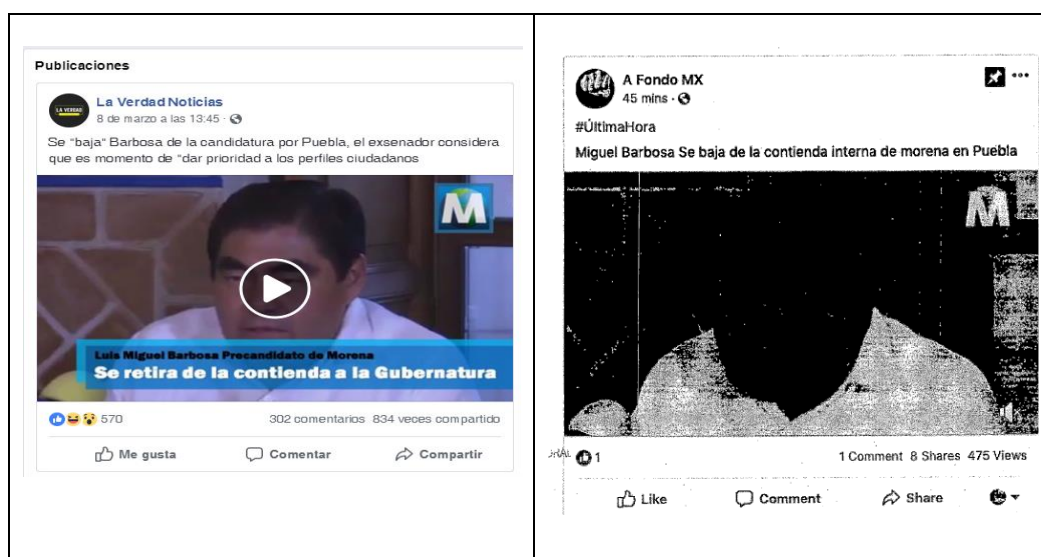 Publicaciones
LA VERDAD
La Verdad Noticias
8 de marzo a las 13:45 ·
Se "baja" Barbosa de la candidatura por Puebla, el exsenador considera
que es momento de "dar prioridad a los perfiles ciudadanos
M
Luis Miguel Barbosa Precandidato de Morena
Se retira de la contienda a la Gubernatura
570
302 comentarios 834 veces compartido
Me gusta
Comentar
Compartir
A Fondo MX
45 mins ·
#ÚltimaHora
Miguel Barbosa Se baja de la contienda interna de morena en Puebla
M
1
1 Comment 8 Shares 475 Views
Like
Comment
Share